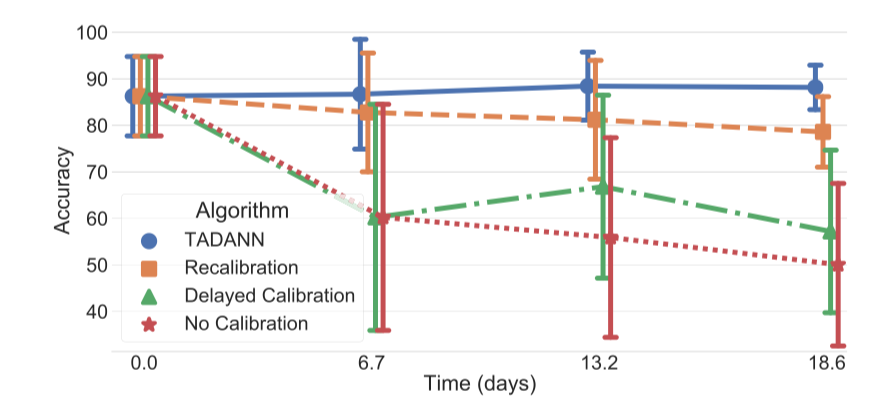 100
90
80
70
60
50
40
Accuracy
Algorithm
TADANN
Recalibration
Delayed Calibration
No Calibration
0.0 6.7 13.2 18.6
Time (days)